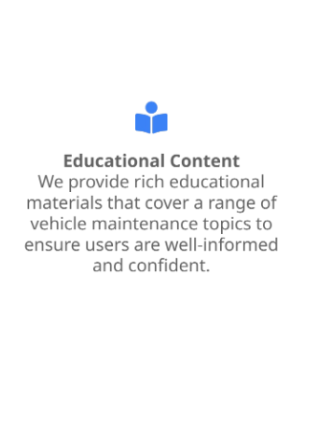 Educational Content
We provide rich educational
materials that cover a range of
vehicle maintenance topics to
ensure users are well-informed
and confident.